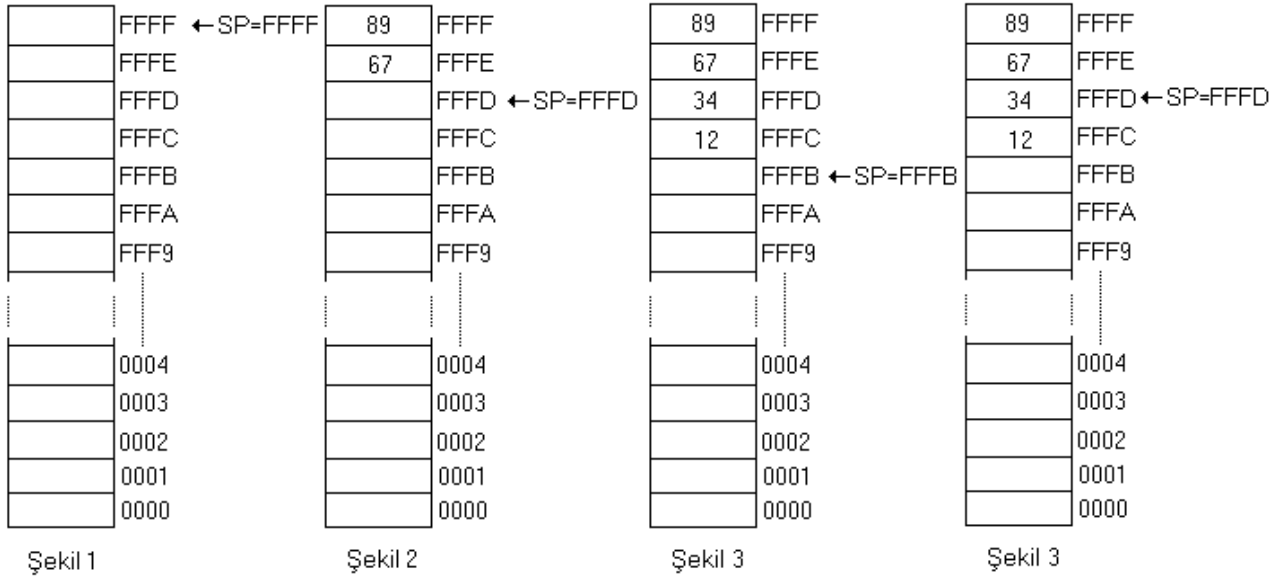 FFFF ←SP=FFFF 89 FFFF 89 FFFF 89 FFFF
FFFE 67 FFFE 67 FFFE 67 FFFE
FFFD FFFD ←SP=FFFD 34 FFFD 34 FFFD ←SP=FFFD
FFFC FFFC 12 FFFC 12 FFFC
FFFB FFFB FFFB ←SP=FFFB FFFB
FFFA FFFA FFFA FFFA
FFF9 FFF9 FFF9 FFF9
0004 0004 0004 0004
0003 0003 0003 0003
0002 0002 0002 0002
0001 0001 0001 0001
0000 0000 0000 0000
Şekil 1 Şekil 2 Şekil 3 Şekil 3